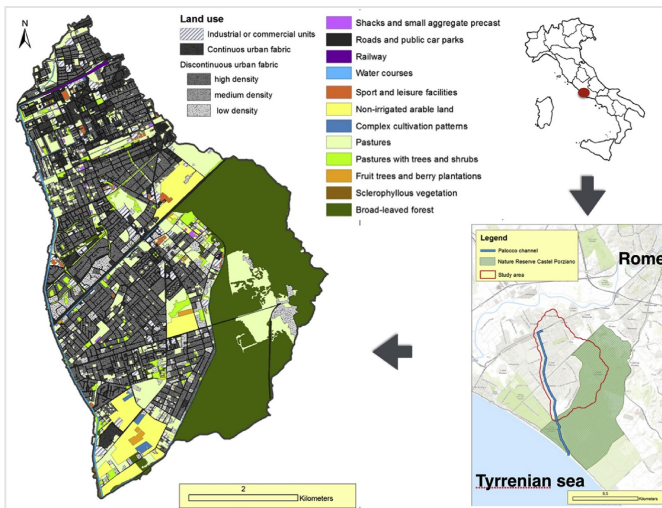 N
Land use
Industrial or commercial units
Continuos urban fabric
Discontinuous urban fabric
high density
medium density
low density
Shacks and small aggregate precast
Roads and public car parks
Railway
Water courses
Sport and leisure facilities
Non-irrigated arable land
Complex cultivation patterns
Pastures
Pastures with trees and shrubs
Fruit trees and berry plantations
Sclerophyllous vegetation
Broad-leaved forest
Legend
Palocco channel
Nature Reserve Castel Porziano
Study area
Rome
Tyrrenian sea
Kilometers
2
Kilometers